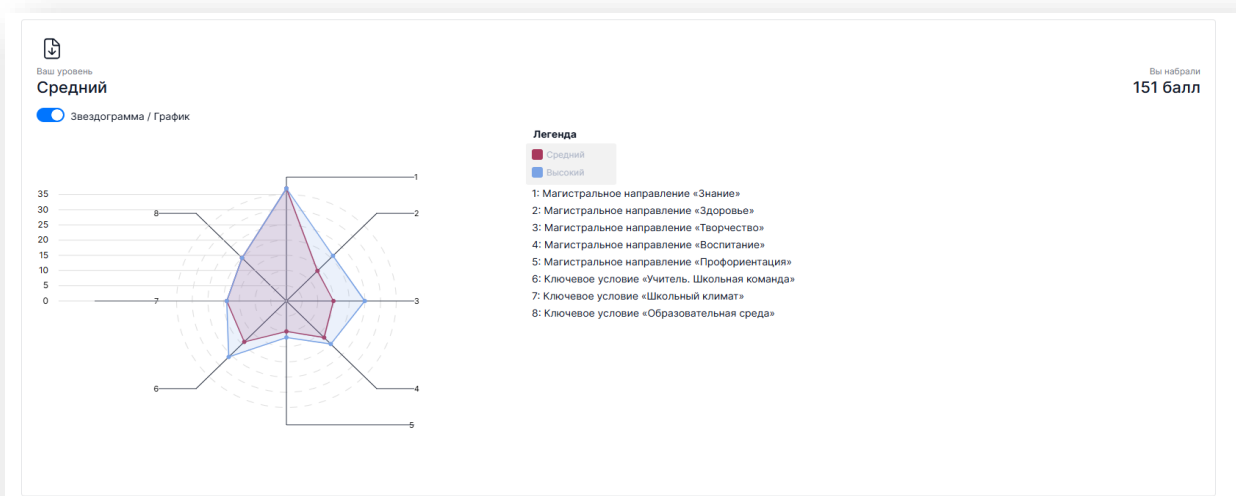 Ваш уровень
Средний
Вы набрали
151 балл
Звездограмма / График
Легенда
Средний
Высокий
1: Магистральное направление «Знание»
2: Магистральное направление «Здоровье»
3: Магистральное направление «Творчество»
4: Магистральное направление «Воспитание»
5: Магистральное направление «Профориентация»
6: Ключевое условие «Учитель. Школьная команда»
7: Ключевое условие «Школьный климат»
8: Ключевое условие «Образовательная среда»
35
30
25
20
15
10
5
0
1
2
3
4
5
6
7
8